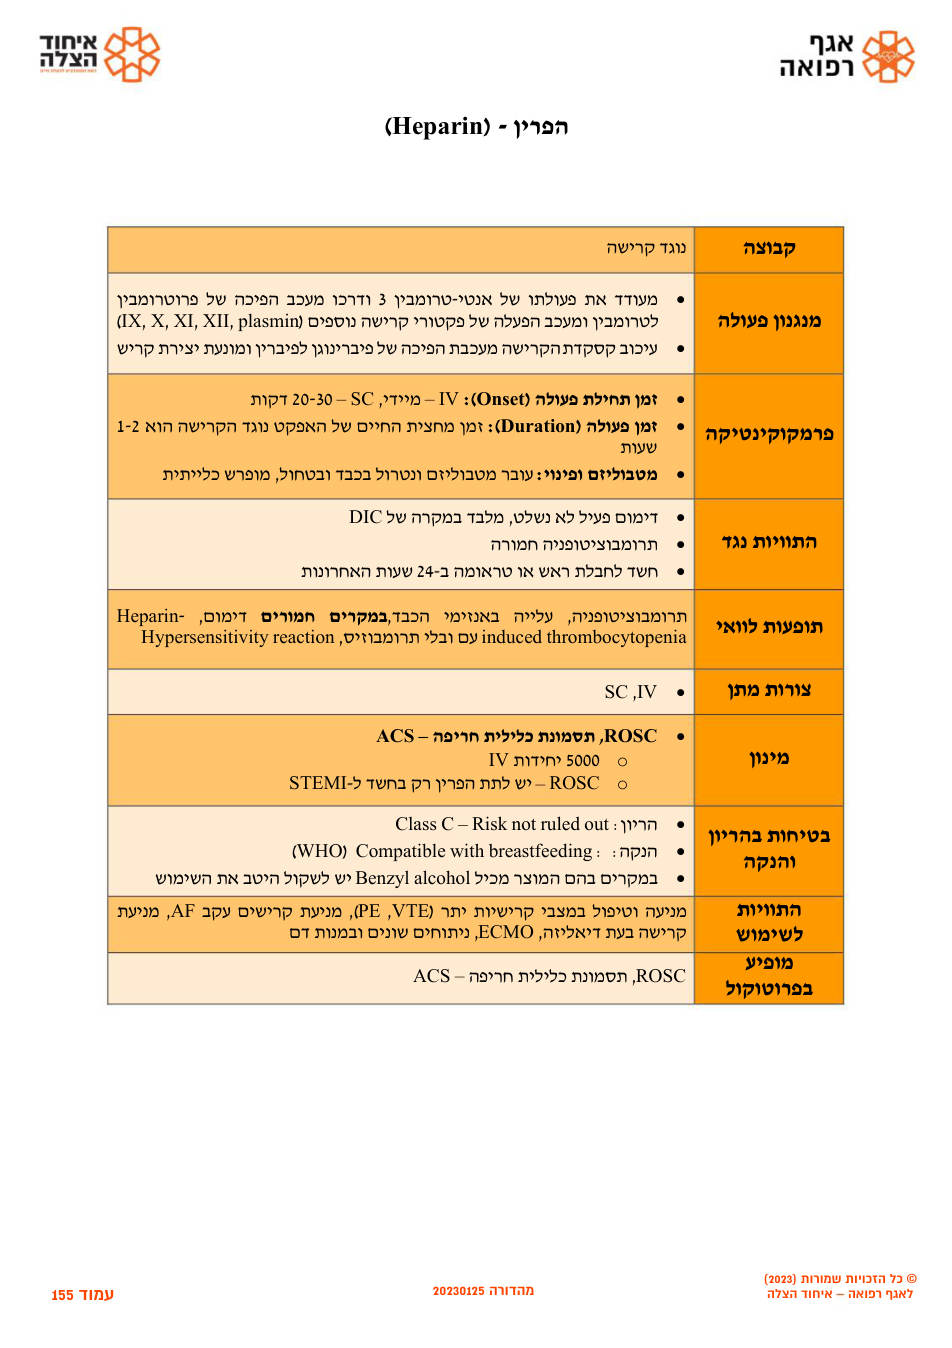 אגף
רפואה
איחוד
הצלה
הפרין - (Heparin)
קבוצה
נוגד קרישה
מנגנון פעולה
• מעודד את פעולתו של אנטי-טרומבין 3 ודרכו מעכב הפיכה של פרוטרומבין
לטרומבין ומעכב הפעלה של פקטורי קרישה נוספים (IX, X, XI, XII, plasmin)
• עיכוב קסקדת הקרישה מעכבת הפיכה של פיברינוגן לפיברין ומונעת יצירת קריש
פרמקוקינטיקה
• זמן תחילת פעולה (Onset): IV – מיידי, SC – 20-30 דקות
• זמן פעולה (Duration): זמן מחצית החיים של האפקט נוגד הקרישה הוא 1-2
שעות
• מטבוליזם ופינוי: עובר מטבוליזם ונטרול בכבד ובטחול, מופרש כלייתית
התוויות נגד
• דימום פעיל לא נשלט, מלבד במקרה של DIC
• תרומבוציטופניה חמורה
• חשד לחבלת ראש או טראומה ב-24 שעות האחרונות
תופעות לוואי
תרומבוציטופניה, עלייה באנזימי הכבד, במקרים חמורים דימום, Heparin-
induced thrombocytopenia עם ובלי תרומבוזיס, Hypersensitivity reaction
צורות מתן
• IV, SC
מינון
• ROSC, תסמונת כלילית חריפה – ACS
o 5000 יחידות IV
o ROSC – יש לתת הפרין רק בחשד ל-STEMI
בטיחות בהריון
והנקה
• הריון: Class C – Risk not ruled out
• הנקה: : Compatible with breastfeeding (WHO)
• במקרים בהם המוצר מכיל Benzyl alcohol יש לשקול היטב את השימוש
התוויות
לשימוש
מניעה וטיפול במצבי קרישיות יתר (PE ,VTE), מניעת קרישים עקב AF, מניעת
קרישה בעת דיאליזה, ECMO, ניתוחים שונים ובמנות דם
מופיע
בפרוטוקול
ROSC, תסמונת כלילית חריפה – ACS
© כל הזכויות שמורות (2023)
לאגף רפואה – איחוד הצלה
מהדורה 20230125
עמוד 155